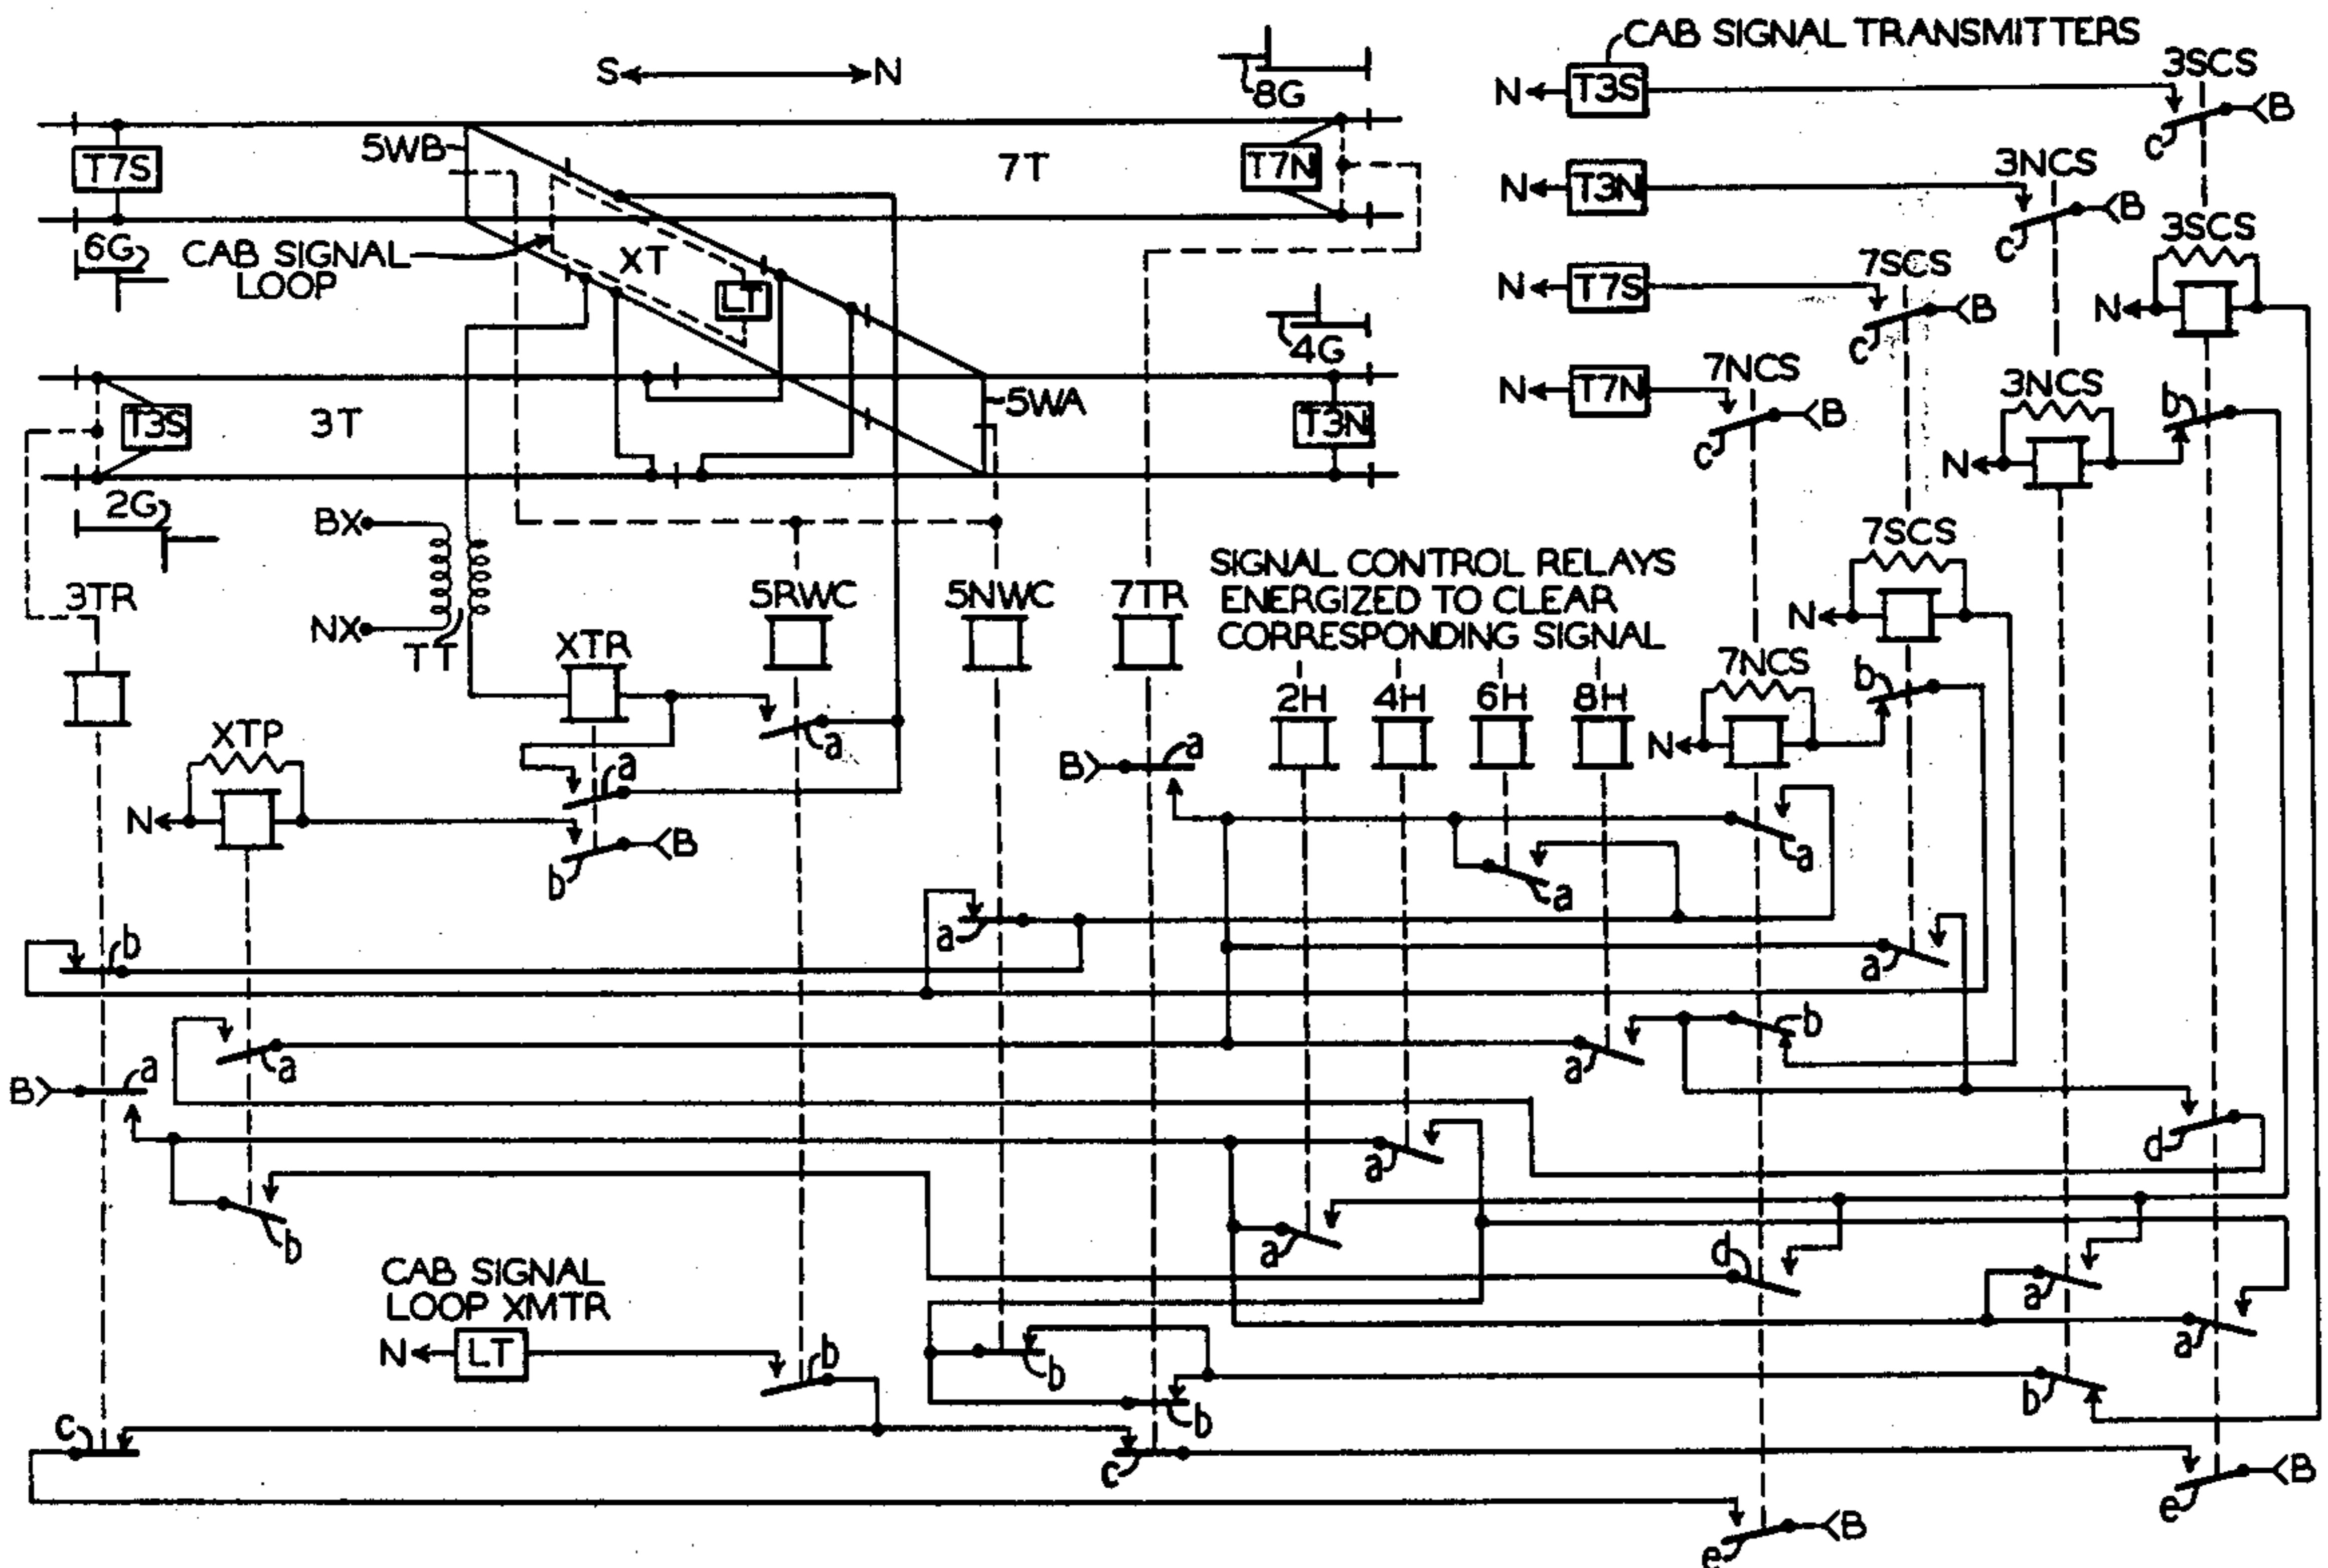 CAB SIGNAL TRANSMITTERS
S N
8G
N T3S
3SCS
B
c
5WB
T7S
7T
T7N
N T3N
3NCS
B
c
3SCS
6G
CAB SIGNAL
LOOP
XT
LT
N T7S
7SCS
B
c
N
4G
3T
T3S
5WA
T3N
N T7N
7NCS
B
c
3NCS
b
N
2G
BX
NX
TT
3TR
XTR
5RWC
5NWC
7TR
SIGNAL CONTROL RELAYS
ENERGIZED TO CLEAR
CORRESPONDING SIGNAL
7SCS
N
b
2H
4H
6H
8H
7NCS
N
XTP
N
a
a
B
b
B
a
a
a
a
b
a
a
a
b
B
a
a
d
a
b
a
d
a
a
CAB SIGNAL
LOOP XMTR
N LT
b
b
b
b
c
c
e
B
e
B